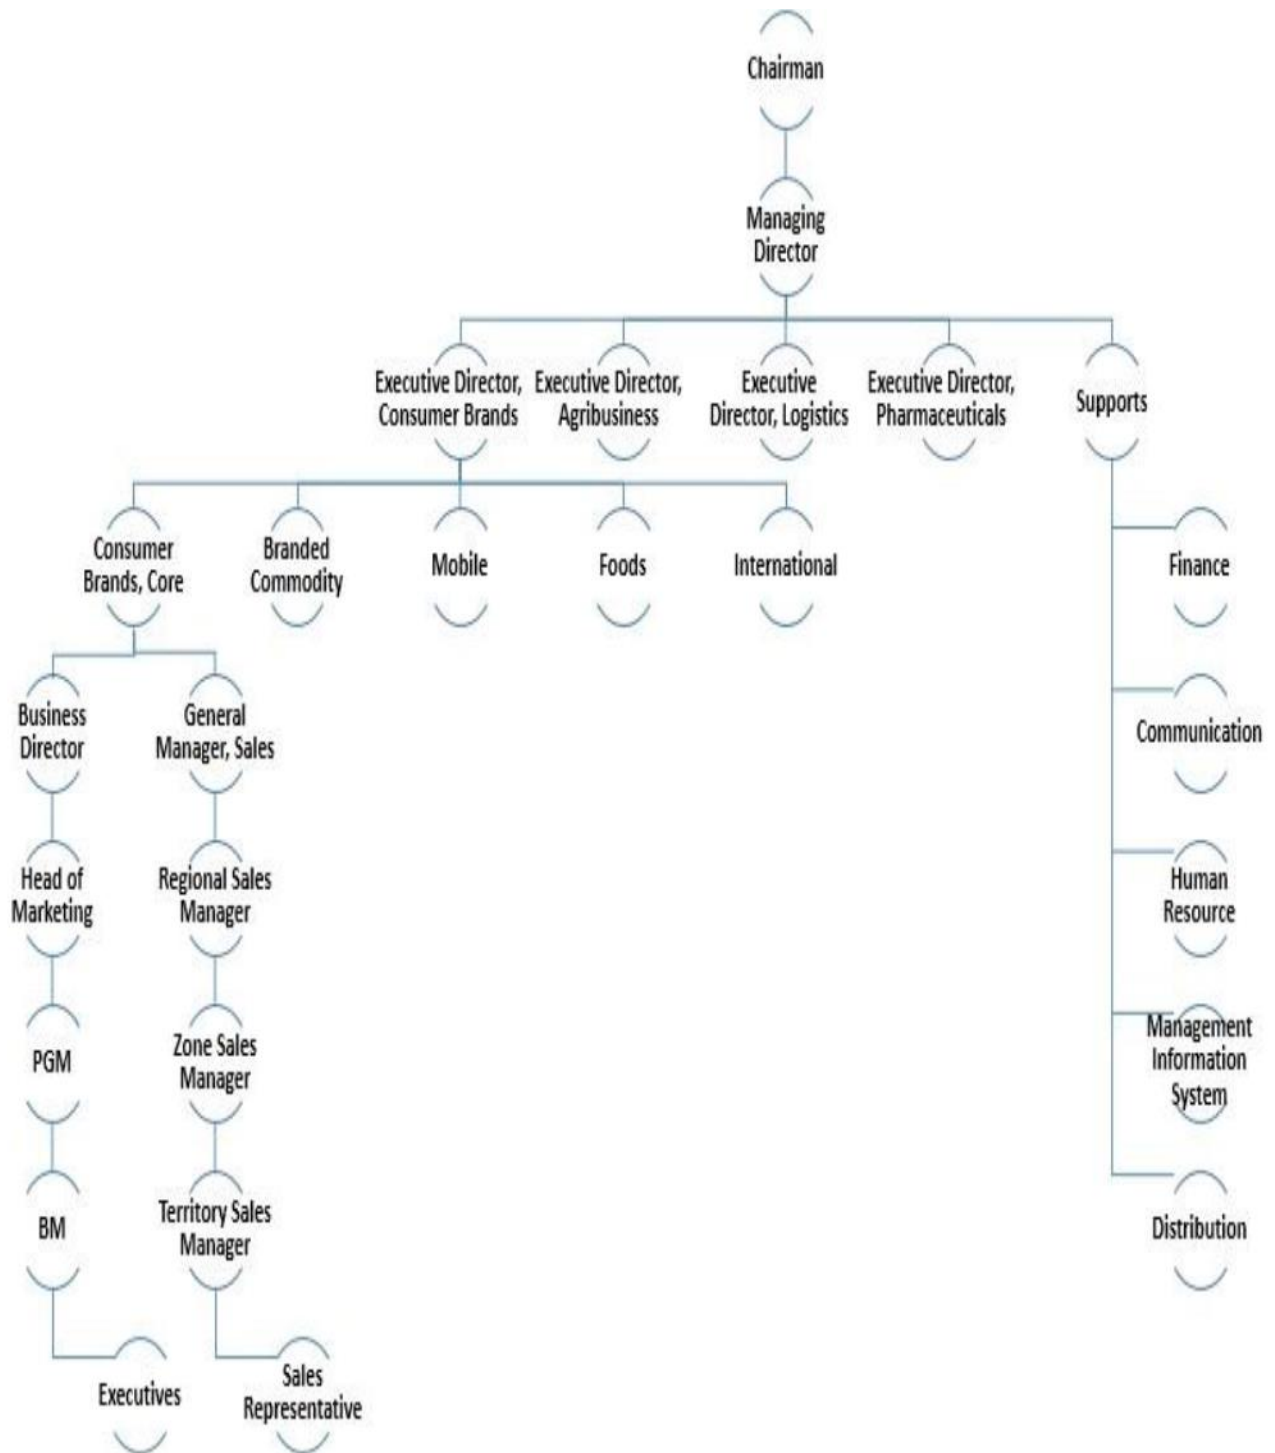 Chairman
Managing
Director
Executive Director,
Consumer Brands
Executive Director,
Agribusiness
Executive
Director, Logistics
Executive Director,
Pharmaceuticals
Supports
Consumer
Brands, Core
Branded
Commodity
Mobile
Foods
International
Finance
Business
Director
General
Manager, Sales
Communication
Head of
Marketing
Regional Sales
Manager
Human
Resource
PGM
Zone Sales
Manager
Management
Information
System
BM
Territory Sales
Manager
Distribution
Executives
Sales
Representative